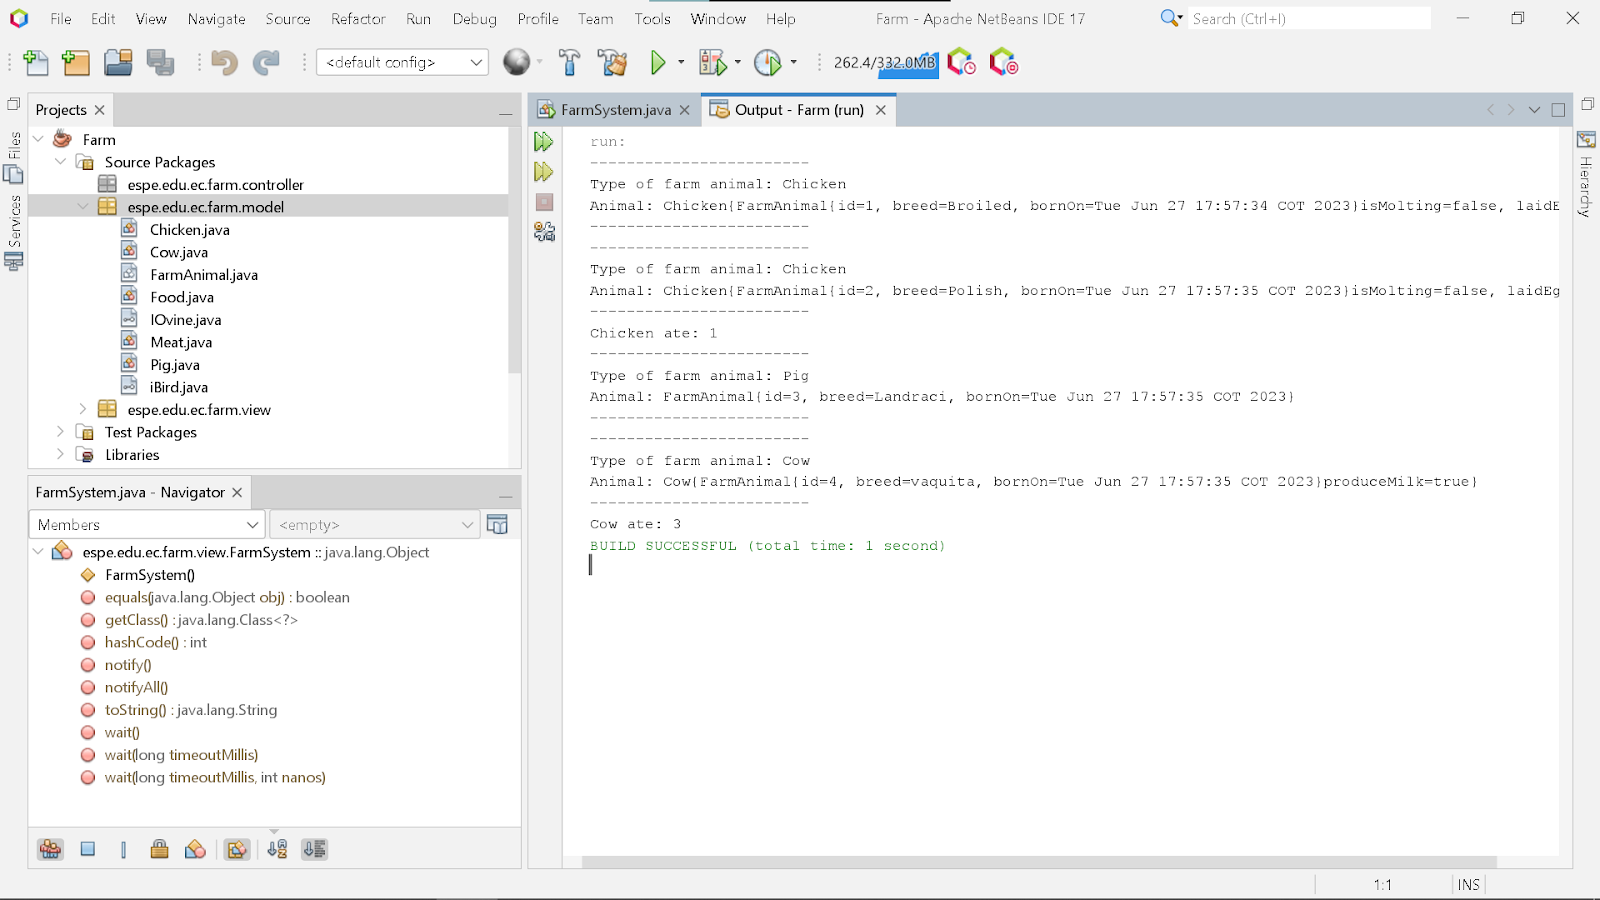 File Edit View Navigate Source Refactor Run Debug Profile Team Tools Window Help Farm - Apache NetBeans IDE 17 Search (Ctrl+I)
<default config> 262.4/332.0MB
Projects
Files
Services
Farm
Source Packages
espe.edu.ec.farm.controller
espe.edu.ec.farm.model
Chicken.java
Cow.java
FarmAnimal.java
Food.java
IOvine.java
Meat.java
Pig.java
iBird.java
espe.edu.ec.farm.view
Test Packages
Libraries
FarmSystem.java - Navigator
Members <empty>
espe.edu.ec.farm.view.FarmSystem :: java.lang.Object
FarmSystem()
equals(java.lang.Object obj) : boolean
getClass() : java.lang.Class<?>
hashCode() : int
notify()
notifyAll()
toString() : java.lang.String
wait()
wait(long timeoutMillis)
wait(long timeoutMillis, int nanos)
FarmSystem.java Output - Farm (run)
run:
------------------------
Type of farm animal: Chicken
Animal: Chicken{FarmAnimal{id=1, breed=Broiled, bornOn=Tue Jun 27 17:57:34 COT 2023}isMolting=false, laidE
------------------------
------------------------
Type of farm animal: Chicken
Animal: Chicken{FarmAnimal{id=2, breed=Polish, bornOn=Tue Jun 27 17:57:35 COT 2023}isMolting=false, laidEg
------------------------
Chicken ate: 1
------------------------
Type of farm animal: Pig
Animal: FarmAnimal{id=3, breed=Landraci, bornOn=Tue Jun 27 17:57:35 COT 2023}
------------------------
------------------------
Type of farm animal: Cow
Animal: Cow{FarmAnimal{id=4, breed=vaquita, bornOn=Tue Jun 27 17:57:35 COT 2023}produceMilk=true}
------------------------
Cow ate: 3
BUILD SUCCESSFUL (total time: 1 second)
Hierarchy
1:1 INS